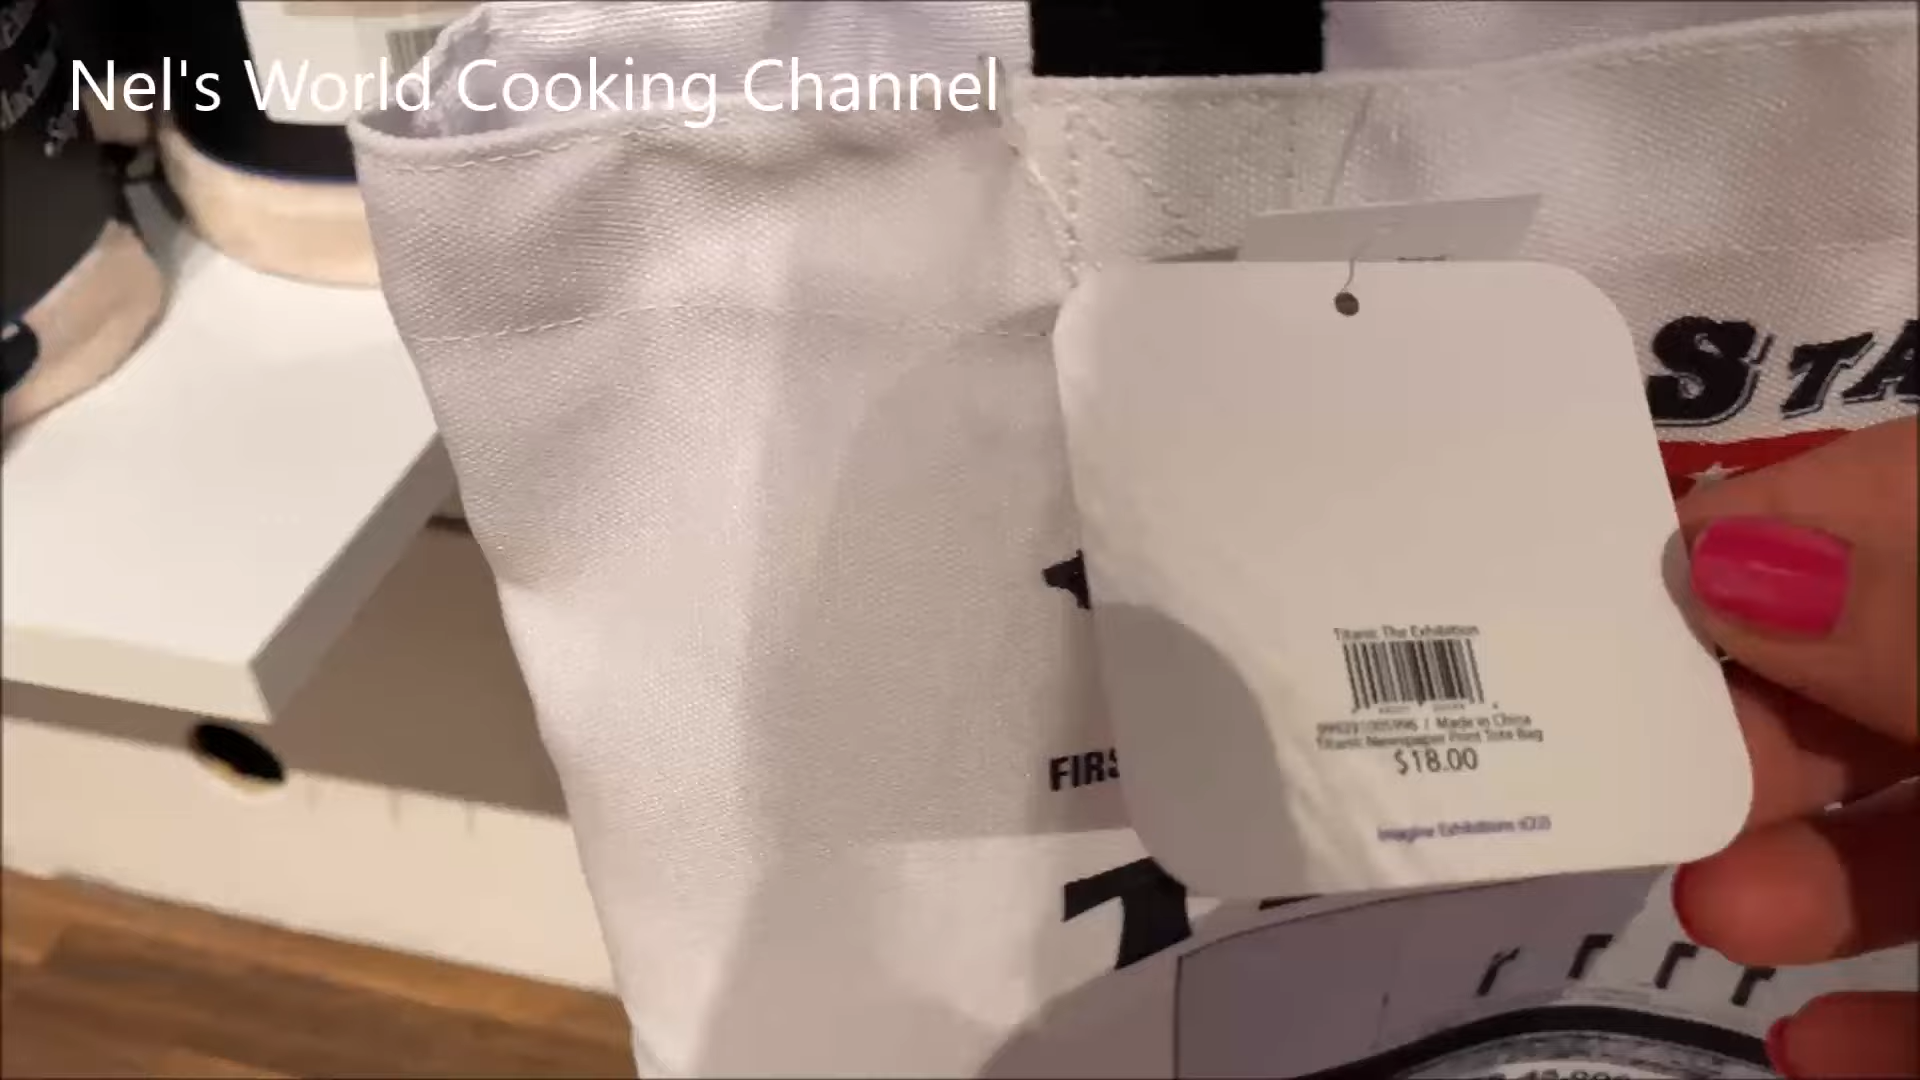 Nel's World Cooking Channel
STA
FIRS
Titanic The Exhibition
/ Made in China
Titanic Newspaper Print Tote Bag
$18.00
Imagine Exhibitions